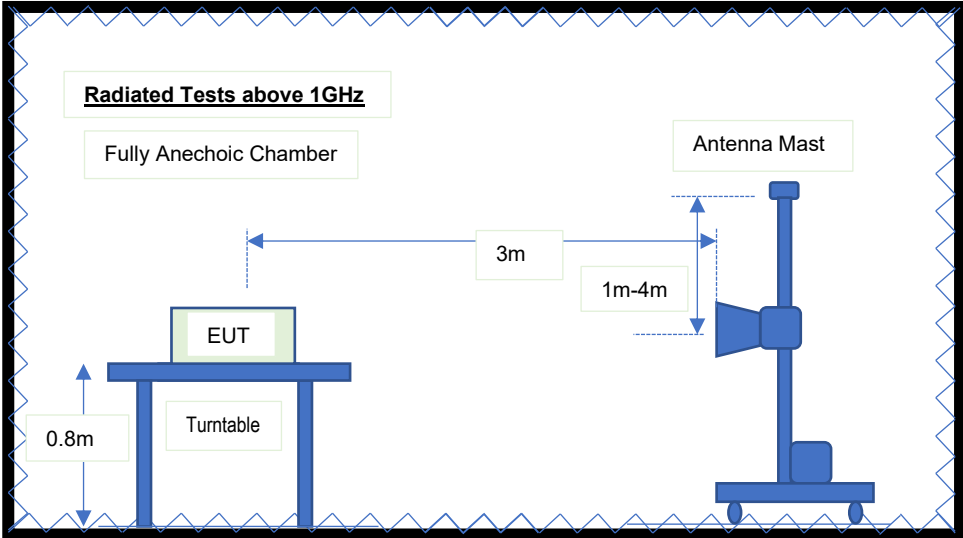 Radiated Tests above 1GHz
Fully Anechoic Chamber
Antenna Mast
3m
1m-4m
EUT
Turntable
0.8m